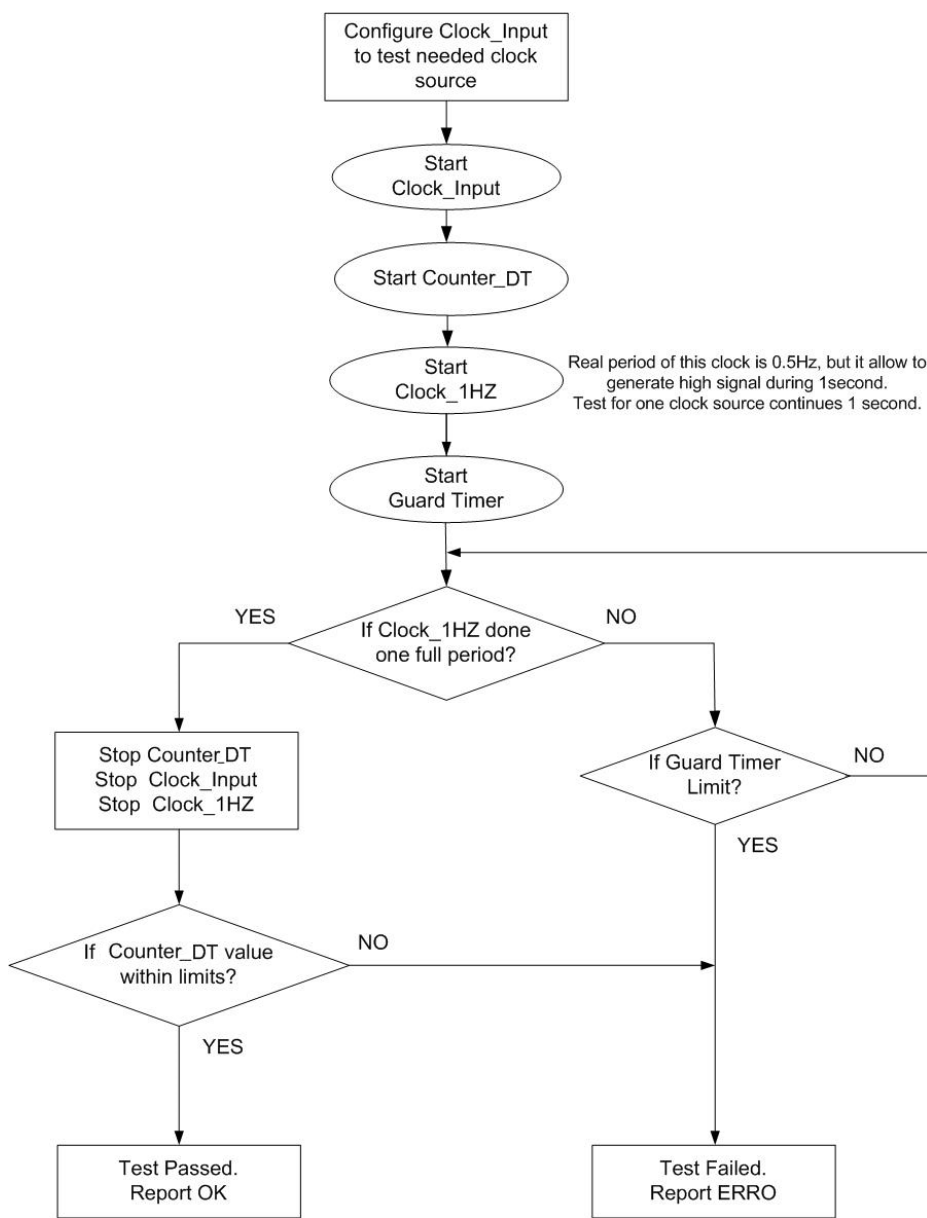 Configure Clock_Input
to test needed clock
source
Start
Clock_Input
Start Counter_DT
Start
Clock_1HZ
Real period of this clock is 0.5Hz, but it allow to
generate high signal during 1second.
Test for one clock source continues 1 second.
Start
Guard Timer
YES
If Clock_1HZ done
one full period?
NO
Stop Counter_DT
Stop Clock_Input
Stop Clock_1HZ
If Guard Timer
Limit?
NO
YES
If Counter_DT value
within limits?
NO
YES
Test Passed.
Report OK
Test Failed.
Report ERRO